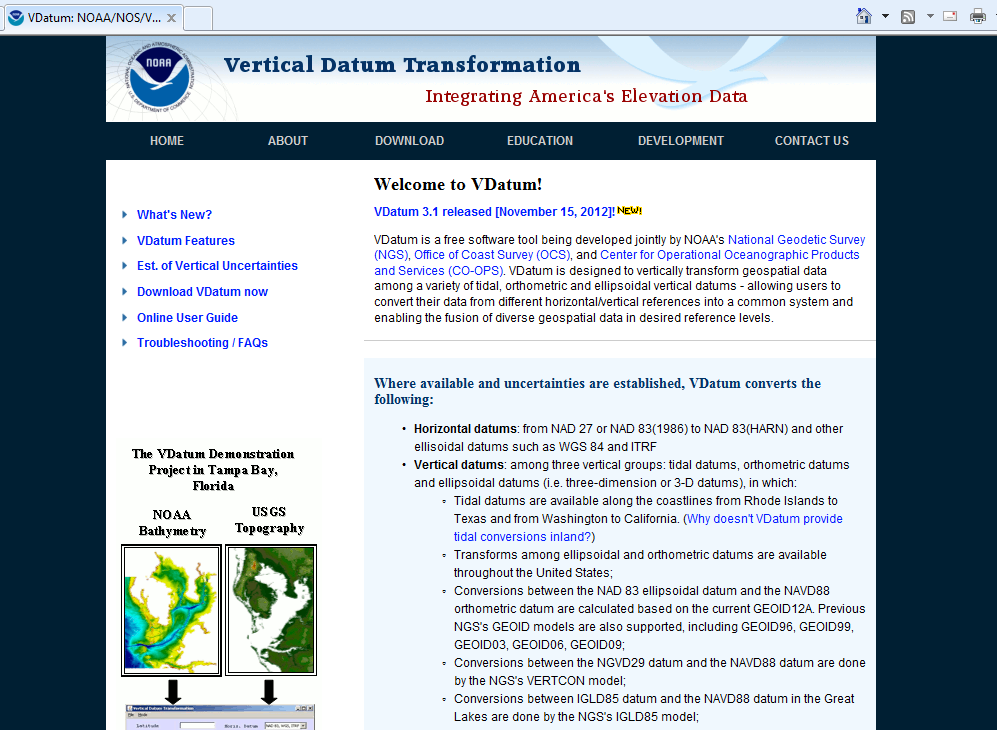 VDatum: NOAA/NOS/V...
NOAA
NATIONAL OCEANIC AND ATMOSPHERIC ADMINISTRATION
U.S. DEPARTMENT OF COMMERCE
Vertical Datum Transformation
Integrating America's Elevation Data
HOME ABOUT DOWNLOAD EDUCATION DEVELOPMENT CONTACT US
What's New?
VDatum Features
Est. of Vertical Uncertainties
Download VDatum now
Online User Guide
Troubleshooting / FAQs
The VDatum Demonstration
Project in Tampa Bay,
Florida
NOAA
Bathymetry
USGS
Topography
Vertical Datum Transformation
File Mode
Latitude
Horiz. Datum
Welcome to VDatum!
VDatum 3.1 released [November 15, 2012]! NEW!
VDatum is a free software tool being developed jointly by NOAA's National Geodetic Survey
(NGS), Office of Coast Survey (OCS), and Center for Operational Oceanographic Products
and Services (CO-OPS). VDatum is designed to vertically transform geospatial data
among a variety of tidal, orthometric and ellipsoidal vertical datums - allowing users to
convert their data from different horizontal/vertical references into a common system and
enabling the fusion of diverse geospatial data in desired reference levels.
Where available and uncertainties are established, VDatum converts the
following:
• Horizontal datums: from NAD 27 or NAD 83(1986) to NAD 83(HARN) and other
ellisoidal datums such as WGS 84 and ITRF
• Vertical datums: among three vertical groups: tidal datums, orthometric datums
and ellipsoidal datums (i.e. three-dimension or 3-D datums), in which:
◦ Tidal datums are available along the coastlines from Rhode Islands to
Texas and from Washington to California. (Why doesn't VDatum provide
tidal conversions inland?)
◦ Transforms among ellipsoidal and orthometric datums are available
throughout the United States;
◦ Conversions between the NAD 83 ellipsoidal datum and the NAVD88
orthometric datum are calculated based on the current GEOID12A. Previous
NGS's GEOID models are also supported, including GEOID96, GEOID99,
GEOID03, GEOID06, GEOID09;
◦ Conversions between the NGVD29 datum and the NAVD88 datum are done
by the NGS's VERTCON model;
◦ Conversions between IGLD85 datum and the NAVD88 datum in the Great
Lakes are done by the NGS's IGLD85 model;